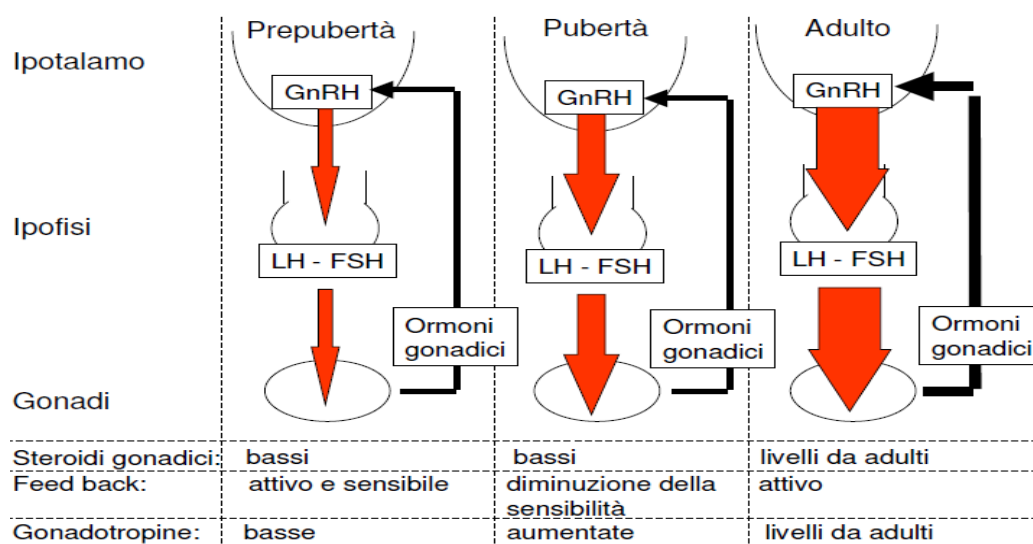 Prepubertà Pubertà Adulto
Ipotalamo
GnRH GnRH GnRH
Ipofisi
LH - FSH LH - FSH LH - FSH
Ormoni gonadici Ormoni gonadici Ormoni gonadici
Gonadi
Steroidi gonadici: bassi bassi livelli da adulti
Feed back: attivo e sensibile diminuzione della attivo
sensibilità
Gonadotropine: basse aumentate livelli da adulti